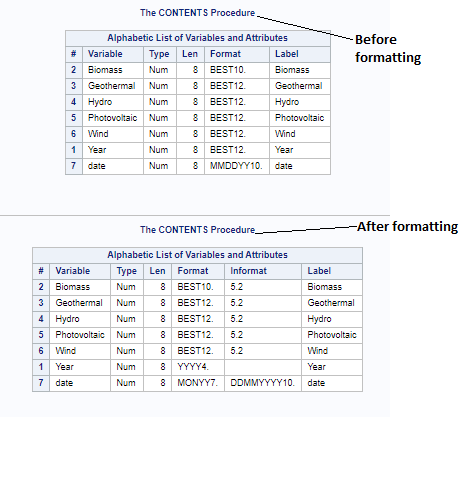 The CONTENTS Procedure
Before
formatting
Alphabetic List of Variables and Attributes
# Variable Type Len Format Label
2 Biomass Num 8 BEST10. Biomass
3 Geothermal Num 8 BEST12. Geothermal
4 Hydro Num 8 BEST12. Hydro
5 Photovoltaic Num 8 BEST12. Photovoltaic
6 Wind Num 8 BEST12. Wind
1 Year Num 8 BEST12. Year
7 date Num 8 MMDDYY10. date
The CONTENTS Procedure
After formatting
Alphabetic List of Variables and Attributes
# Variable Type Len Format Informat Label
2 Biomass Num 8 BEST10. 5.2 Biomass
3 Geothermal Num 8 BEST12. 5.2 Geothermal
4 Hydro Num 8 BEST12. 5.2 Hydro
5 Photovoltaic Num 8 BEST12. 5.2 Photovoltaic
6 Wind Num 8 BEST12. 5.2 Wind
1 Year Num 8 YYYY4. Year
7 date Num 8 MONYY7. DDMMYYYY10. date